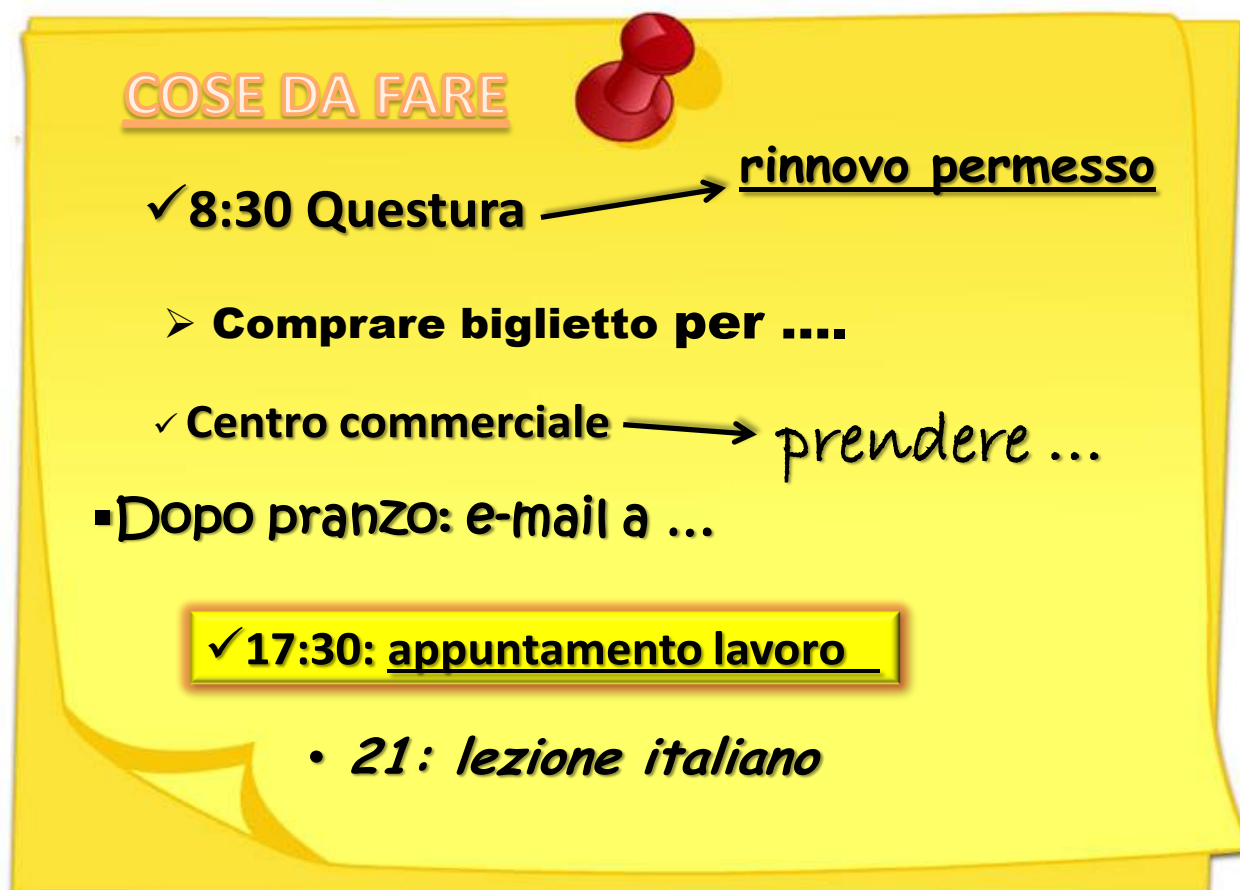 COSE DA FARE
✓8:30 Questura → rinnovo permesso
➢ Comprare biglietto per ....
✓ Centro commerciale → prendere ...
▪Dopo pranzo: e-mail a ...
✓17:30: appuntamento lavoro
• 21: lezione italiano